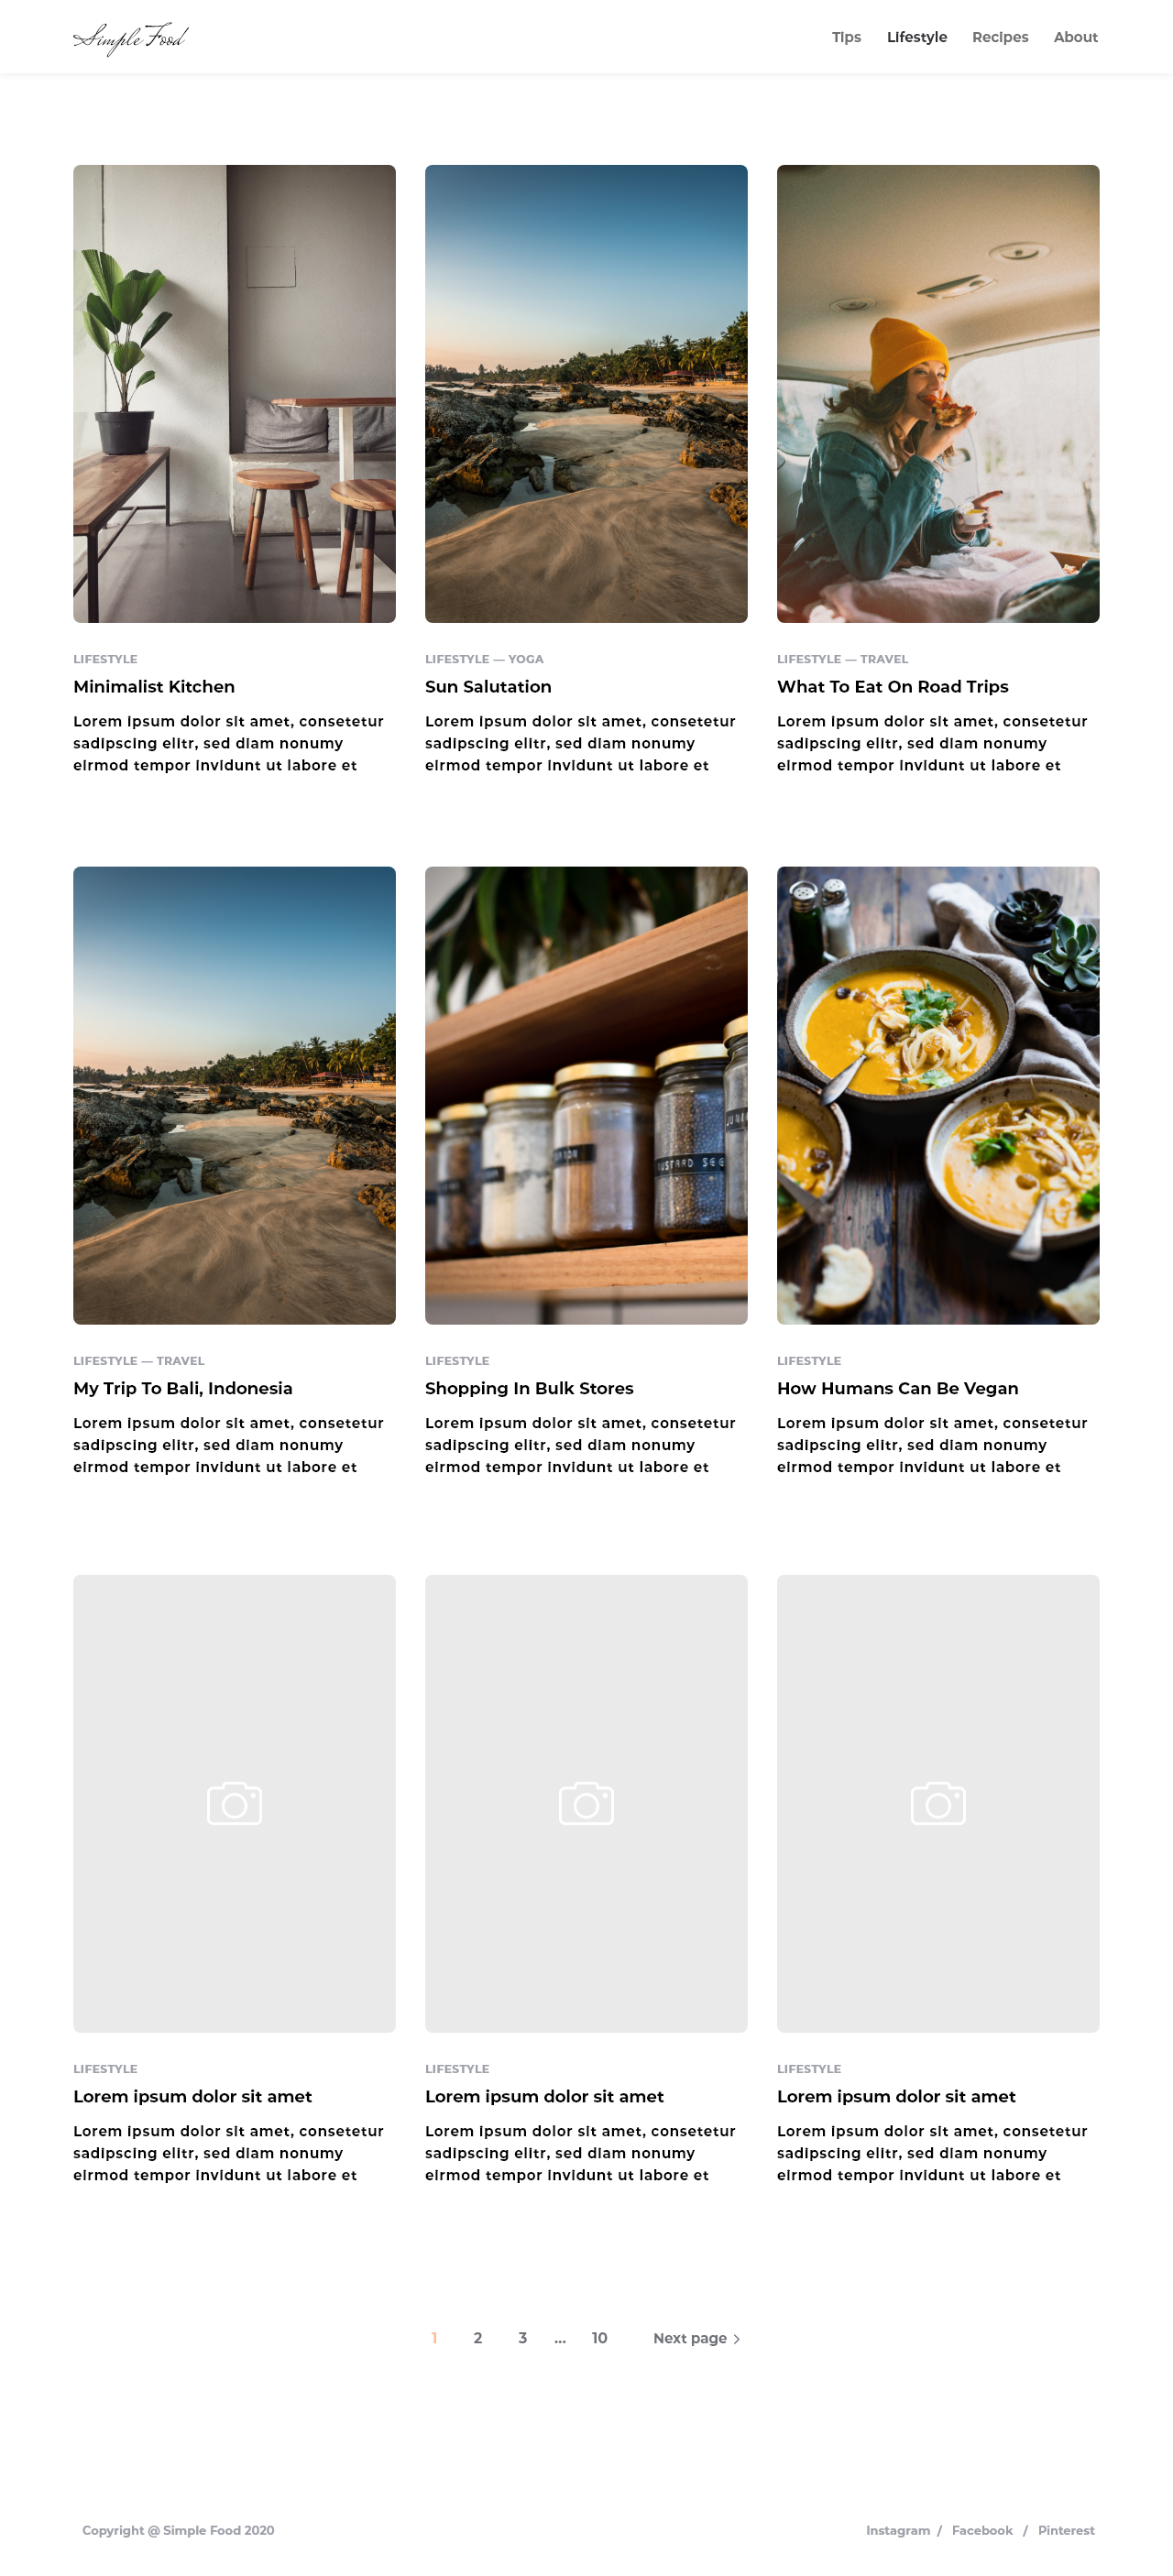 Simple Food
Tips Lifestyle Recipes About
LIFESTYLE
Minimalist Kitchen
Lorem ipsum dolor sit amet, consetetur
sadipscing elitr, sed diam nonumy
eirmod tempor invidunt ut labore et
LIFESTYLE — YOGA
Sun Salutation
Lorem ipsum dolor sit amet, consetetur
sadipscing elitr, sed diam nonumy
eirmod tempor invidunt ut labore et
LIFESTYLE — TRAVEL
What To Eat On Road Trips
Lorem ipsum dolor sit amet, consetetur
sadipscing elitr, sed diam nonumy
eirmod tempor invidunt ut labore et
LIFESTYLE — TRAVEL
My Trip To Bali, Indonesia
Lorem ipsum dolor sit amet, consetetur
sadipscing elitr, sed diam nonumy
eirmod tempor invidunt ut labore et
LIFESTYLE
Shopping In Bulk Stores
Lorem ipsum dolor sit amet, consetetur
sadipscing elitr, sed diam nonumy
eirmod tempor invidunt ut labore et
LIFESTYLE
How Humans Can Be Vegan
Lorem ipsum dolor sit amet, consetetur
sadipscing elitr, sed diam nonumy
eirmod tempor invidunt ut labore et
LIFESTYLE
Lorem ipsum dolor sit amet
Lorem ipsum dolor sit amet, consetetur
sadipscing elitr, sed diam nonumy
eirmod tempor invidunt ut labore et
LIFESTYLE
Lorem ipsum dolor sit amet
Lorem ipsum dolor sit amet, consetetur
sadipscing elitr, sed diam nonumy
eirmod tempor invidunt ut labore et
LIFESTYLE
Lorem ipsum dolor sit amet
Lorem ipsum dolor sit amet, consetetur
sadipscing elitr, sed diam nonumy
eirmod tempor invidunt ut labore et
1 2 3 ... 10 Next page >
Copyright @ Simple Food 2020
Instagram / Facebook / Pinterest